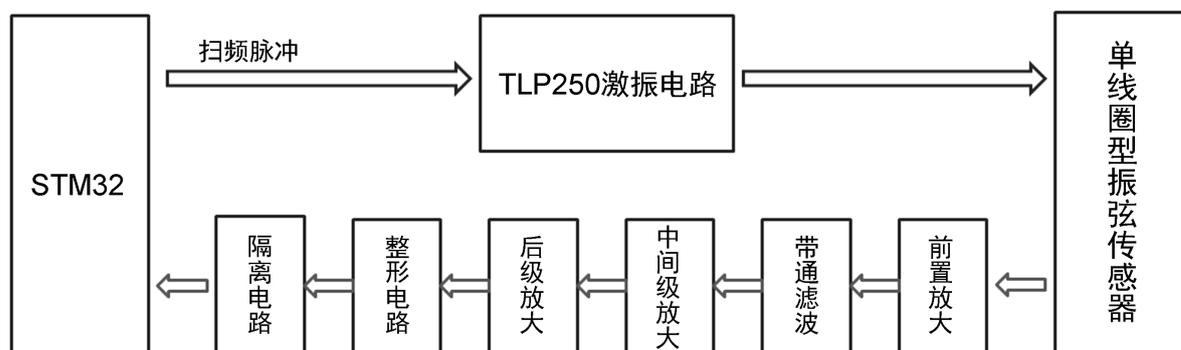 扫频脉冲
TLP250激振电路
单线圈型振弦传感器
STM32
隔离电路
整形电路
后级放大
中间级放大
带通滤波
前置放大